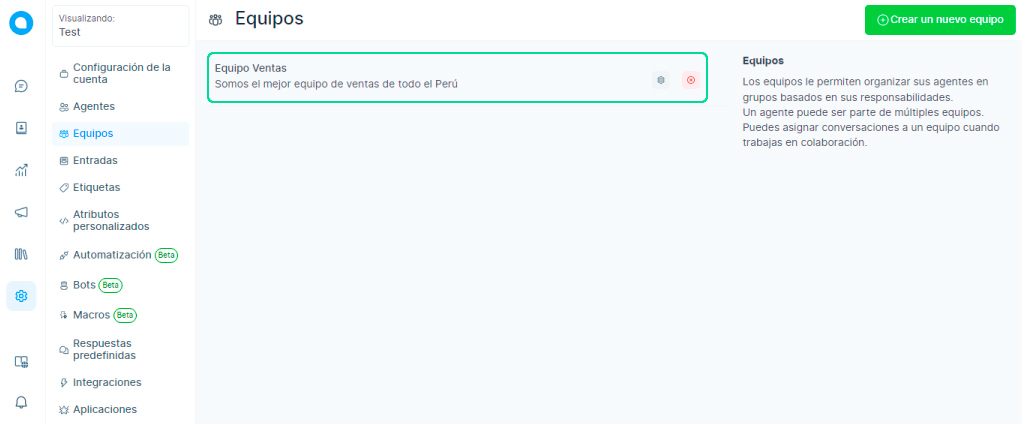 Visualizando:
Test
Configuración de la
cuenta
Agentes
Equipos
Entradas
Etiquetas
Atributos
personalizados
Automatización Beta
Bots Beta
Macros Beta
Respuestas
predefinidas
Integraciones
Aplicaciones
Equipos
Crear un nuevo equipo
Equipo Ventas
Somos el mejor equipo de ventas de todo el Perú
Equipos
Los equipos le permiten organizar sus agentes en
grupos basados en sus responsabilidades.
Un agente puede ser parte de múltiples equipos.
Puedes asignar conversaciones a un equipo cuando
trabajas en colaboración.